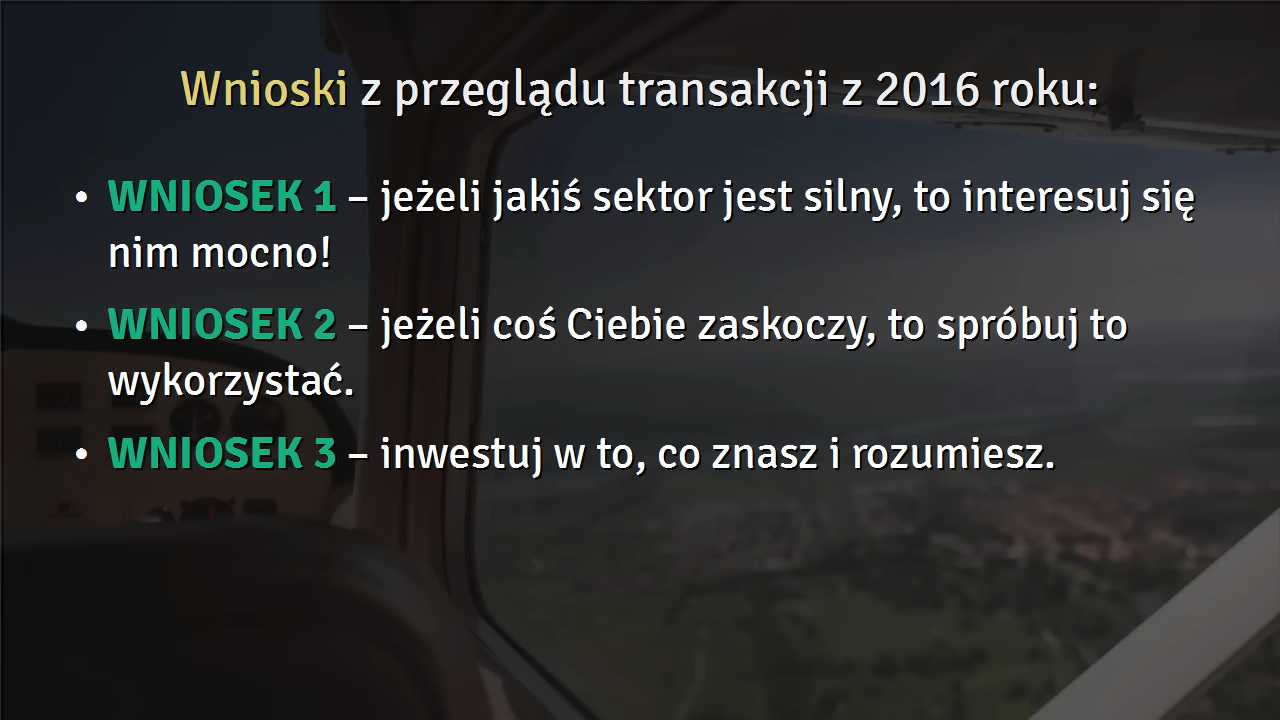 Wnioski z przeglądu transakcji z 2016 roku:
• WNIOSEK 1 – jeżeli jakiś sektor jest silny, to interesuj się
nim mocno!
• WNIOSEK 2 – jeżeli coś Ciebie zaskoczy, to spróbuj to
wykorzystać.
• WNIOSEK 3 – inwestuj w to, co znasz i rozumiesz.